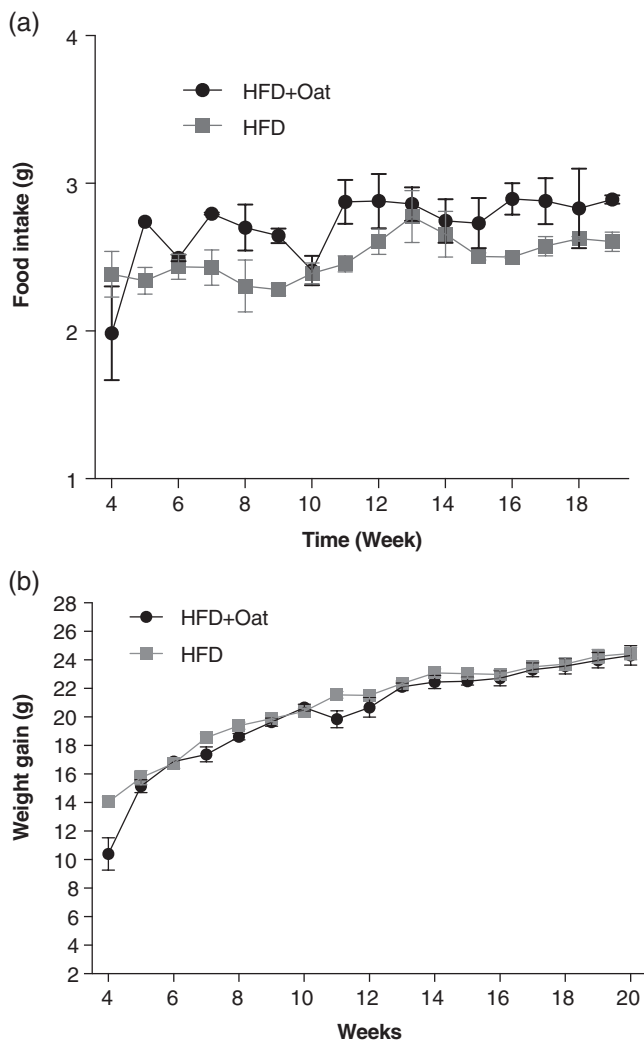 (a)
4
3
2
1
Food intake (g)
HFD+Oat
HFD
4 6 8 10 12 14 16 18
Time (Week)
(b)
28
26
24
22
20
18
16
14
12
10
8
6
4
2
Weight gain (g)
HFD+Oat
HFD
4 6 8 10 12 14 16 18 20
Weeks